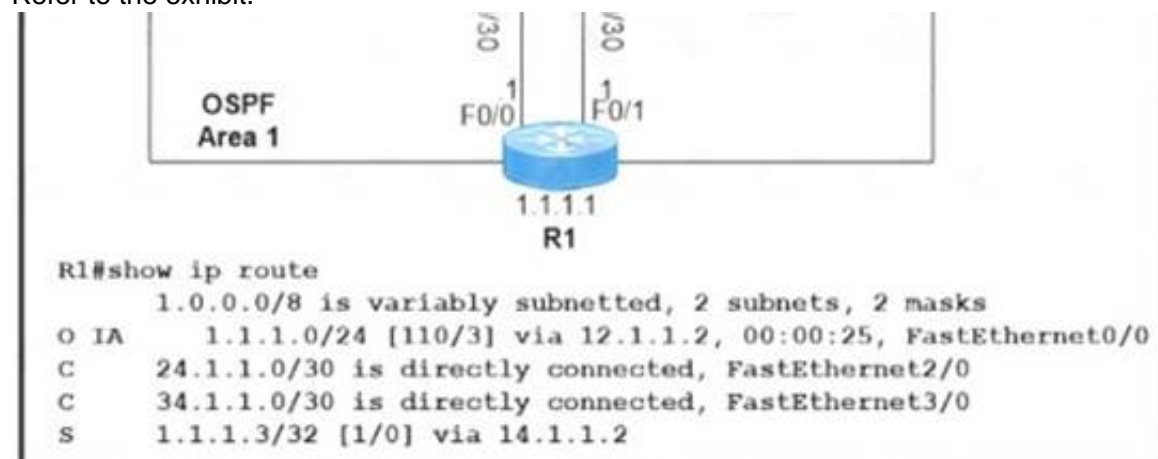 Refer to the exhibit.
/30
/30
OSPF
Area 1
.1
F0/0
.1
F0/1
1.1.1.1
R1
R1#show ip route
1.0.0.0/8 is variably subnetted, 2 subnets, 2 masks
O IA 1.1.1.0/24 [110/3] via 12.1.1.2, 00:00:25, FastEthernet0/0
C 24.1.1.0/30 is directly connected, FastEthernet2/0
C 34.1.1.0/30 is directly connected, FastEthernet3/0
S 1.1.1.3/32 [1/0] via 14.1.1.2